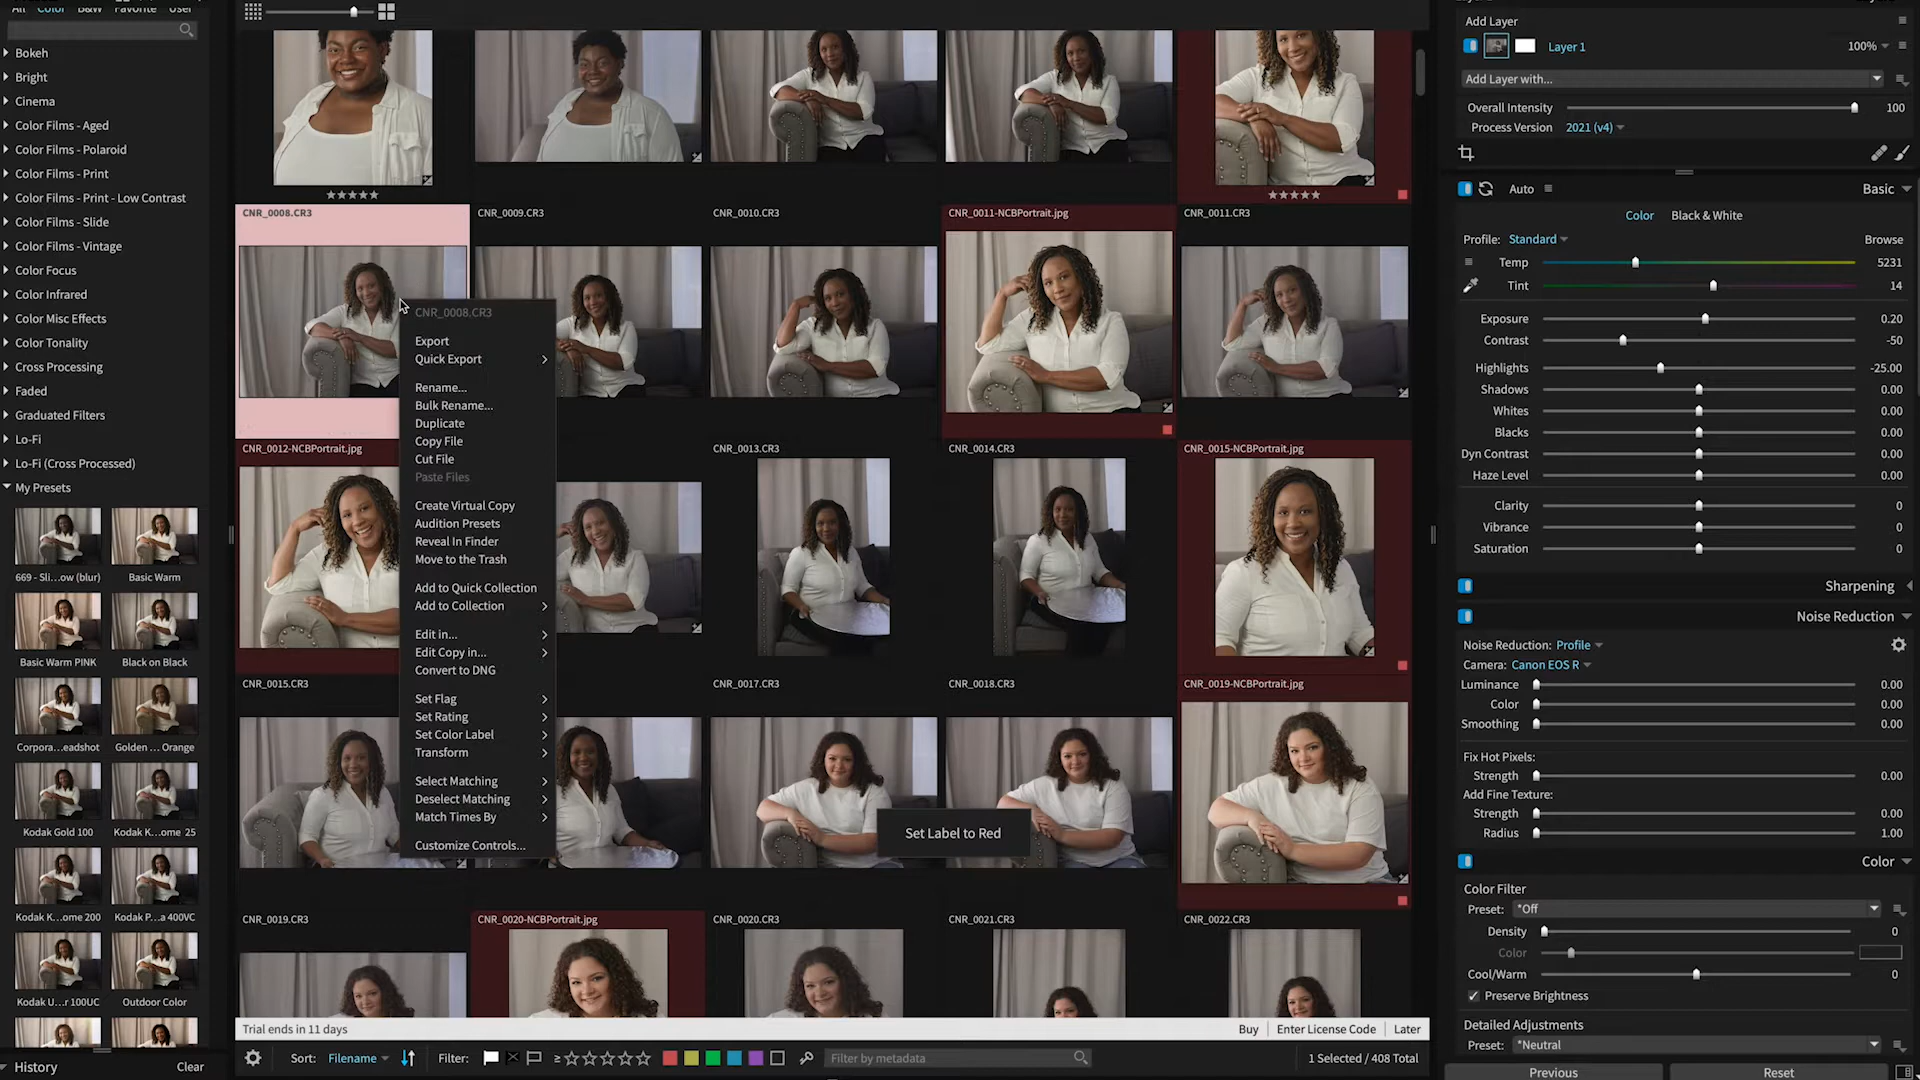 All Color B&W Favorite User
Bokeh
Bright
Cinema
Color Films - Aged
Color Films - Polaroid
Color Films - Print
Color Films - Print - Low Contrast
Color Films - Slide
Color Films - Vintage
Color Focus
Color Infrared
Color Misc Effects
Color Tonality
Cross Processing
Faded
Graduated Filters
Lo-Fi
Lo-Fi (Cross Processed)
My Presets
669 - Sli...ow (blur) Basic Warm
Basic Warm PINK Black on Black
Corpora...eadshot Golden ... Orange
Kodak Gold 100 Kodak K...ome 25
Kodak K...ome 200 Kodak P...a 400VC
Kodak U...r 100UC Outdoor Color
History Clear
CNR_0008.CR3 CNR_0009.CR3 CNR_0010.CR3 CNR_0011-NCBPortrait.jpg CNR_0011.CR3
CNR_0012-NCBPortrait.jpg CNR_0013.CR3 CNR_0014.CR3 CNR_0015-NCBPortrait.jpg
CNR_0015.CR3 CNR_0017.CR3 CNR_0018.CR3 CNR_0019-NCBPortrait.jpg
CNR_0019.CR3 CNR_0020-NCBPortrait.jpg CNR_0020.CR3 CNR_0021.CR3 CNR_0022.CR3
CNR_0008.CR3
Export
Quick Export
Rename...
Bulk Rename...
Duplicate
Copy File
Cut File
Paste Files
Create Virtual Copy
Audition Presets
Reveal In Finder
Move to the Trash
Add to Quick Collection
Add to Collection
Edit in...
Edit Copy in...
Convert to DNG
Set Flag
Set Rating
Set Color Label
Transform
Select Matching
Deselect Matching
Match Times By
Customize Controls...
Set Label to Red
Trial ends in 11 days Buy Enter License Code Later
Sort: Filename Filter: Filter by metadata 1 Selected / 408 Total
Add Layer
Layer 1 100%
Add Layer with...
Overall Intensity 100
Process Version 2021 (v4)
Auto Basic
Color Black & White
Profile: Standard Browse
Temp 5231
Tint 14
Exposure 0.20
Contrast -50
Highlights -25.00
Shadows 0.00
Whites 0.00
Blacks 0.00
Dyn Contrast 0.00
Haze Level 0.00
Clarity 0
Vibrance 0
Saturation 0
Sharpening
Noise Reduction
Noise Reduction: Profile
Camera: Canon EOS R
Luminance 0.00
Color 0.00
Smoothing 0.00
Fix Hot Pixels:
Strength 0.00
Add Fine Texture:
Strength 0.00
Radius 1.00
Color
Color Filter
Preset: *Off
Density 0
Color
Cool/Warm 0
Preserve Brightness
Detailed Adjustments
Preset: *Neutral
Previous Reset